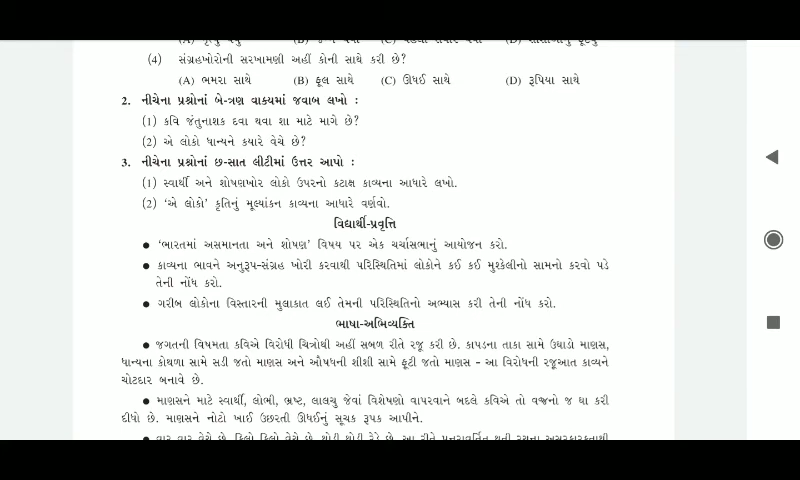 (4) સંગ્રહખોરોની સરખામણી અહીં કોની સાથે કરી છે?
(A) ભમરા સાથે (B) ફૂલ સાથે (C) ઊધઈ સાથે (D) રૂપિયા સાથે
2. નીચેના પ્રશ્નોનાં બે-ત્રણ વાક્યમાં જવાબ લખો :
(1) કવિ જંતુનાશક દવા થવા શા માટે માગે છે?
(2) એ લોકો ધાન્યને કયારે વેચે છે?
3. નીચેના પ્રશ્નોનાં છ-સાત લીટીમાં ઉત્તર આપો :
(1) સ્વાર્થી અને શોષણખોર લોકો ઉપરનો કટાક્ષ કાવ્યના આધારે લખો.
(2) ‘એ લોકો’ કૃતિનું મૂલ્યાંકન કાવ્યના આધારે વર્ણવો.
વિદ્યાર્થી-પ્રવૃત્તિ
● ‘ભારતમાં અસમાનતા અને શોષણ’ વિષય પર એક ચર્ચાસભાનું આયોજન કરો.
● કાવ્યના ભાવને અનુરૂપ-સંગ્રહ ખોરી કરવાથી પરિસ્થિતિમાં લોકોને કઈ કઈ મુશ્કેલીનો સામનો કરવો પડે
તેની નોંધ કરો.
● ગરીબ લોકોના વિસ્તારની મુલાકાત લઈ તેમની પરિસ્થિતિનો અભ્યાસ કરી તેની નોંધ કરો.
ભાષા-અભિવ્યક્તિ
● જગતની વિષમતા કવિએ વિરોધી ચિત્રોથી અહીં સબળ રીતે રજૂ કરી છે. કાપડના તાકા સામે ઉઘાડો માણસ,
ધાન્યના કોથળા સામે સડી જતો માણસ અને ઔષધની શીશી સામે ફૂટી જતો માણસ – આ વિરોધની રજૂઆત કાવ્યને
ચોટદાર બનાવે છે.
● માણસને માટે સ્વાર્થી, લોભી, ભ્રષ્ટ, લાલચુ જેવાં વિશેષણો વાપરવાને બદલે કવિએ તો વજ્રનો જ ઘા કરી
દીધો છે. માણસને નોટો ખાઈ ઉછરતી ઊધઈનું સૂચક રૂપક આપીને.